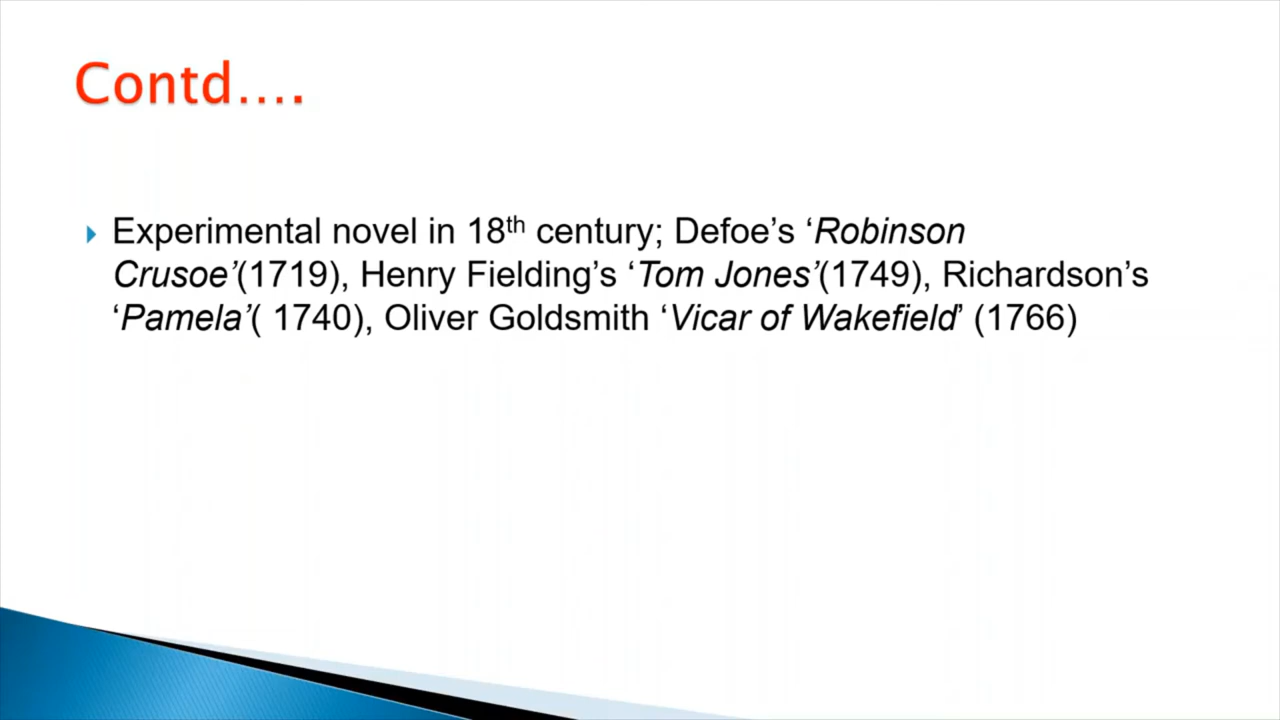 Contd....
Experimental novel in 18th century; Defoe’s ‘Robinson
Crusoe’(1719), Henry Fielding’s ‘Tom Jones’(1749), Richardson’s
‘Pamela’( 1740), Oliver Goldsmith ‘Vicar of Wakefield’ (1766)